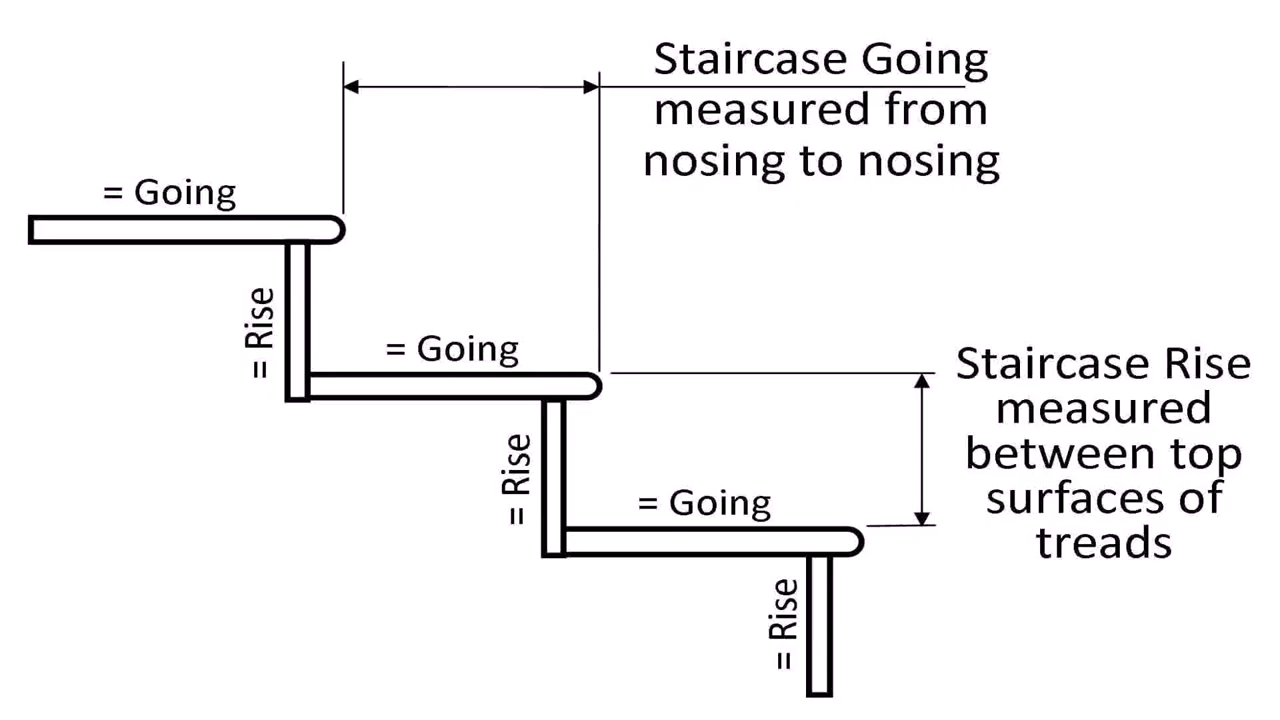 Staircase Going
measured from
nosing to nosing
= Going
= Rise
= Going
Staircase Rise
measured
between top
surfaces of
treads
= Rise
= Going
= Rise